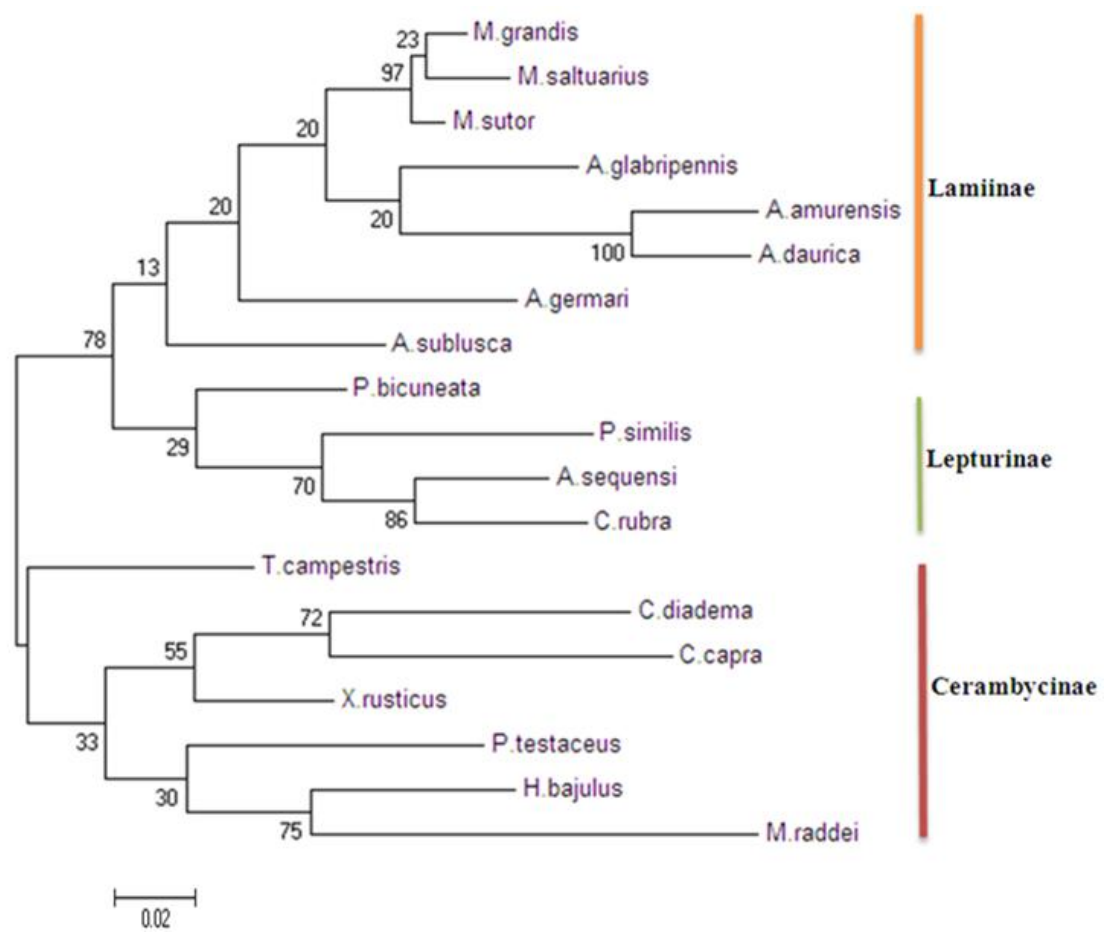 M.grandis
23
M.saltuarius
97
M.sutor
20
A.glabripennis
Lamiinae
A.amurensis
20
20
A.daurica
100
13
A.germari
78
A.sublusca
P.bicuneata
29
P.similis
Lepturinae
70
A.sequensi
86
C.rubra
T.campestris
72
C.diadema
55
C.capra
Cerambycinae
X.rusticus
33
P.testaceus
30
H.bajulus
75
M.raddei
0.02